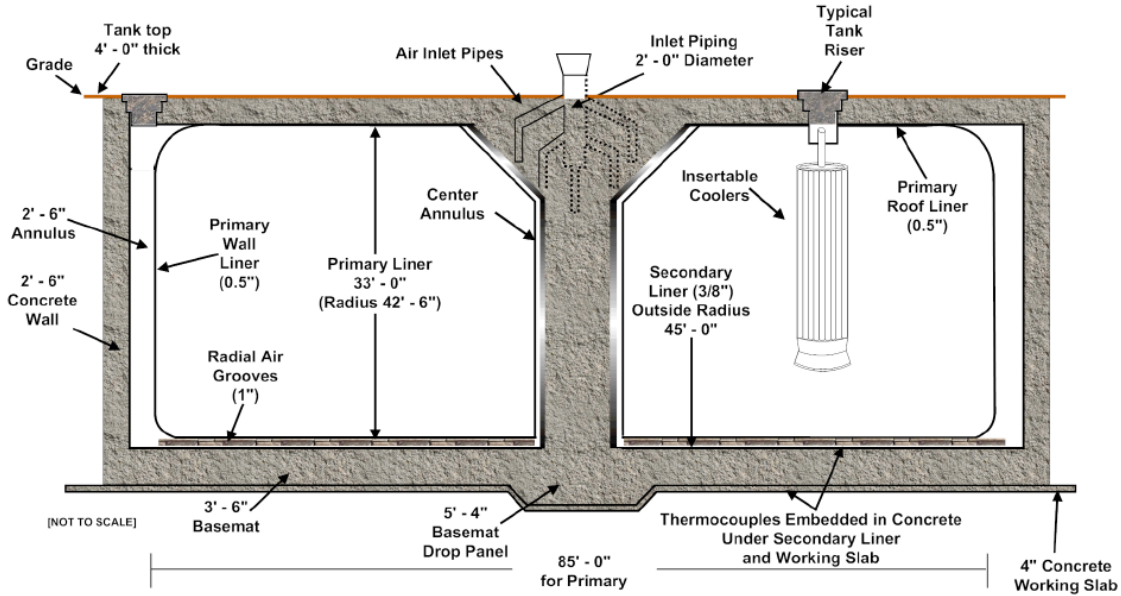 Tank top
4' - 0" thick
Grade
Air Inlet Pipes
Inlet Piping
2' - 0" Diameter
Typical
Tank
Riser
2' - 6"
Annulus
Primary
Wall
Liner
(0.5")
Primary Liner
33' - 0"
(Radius 42' - 6")
Center
Annulus
Insertable
Coolers
Primary
Roof Liner
(0.5")
2' - 6"
Concrete
Wall
Radial Air
Grooves
(1")
Secondary
Liner (3/8")
Outside Radius
45' - 0"
[NOT TO SCALE]
3' - 6"
Basemat
5' - 4"
Basemat
Drop Panel
Thermocouples Embedded in Concrete
Under Secondary Liner
and Working Slab
4" Concrete
Working Slab
85' - 0"
for Primary